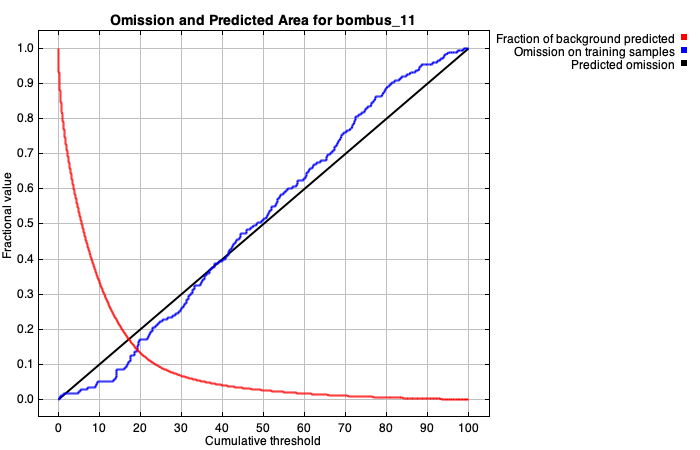 Omission and Predicted Area for bombus_11
Fraction of background predicted
Omission on training samples
Predicted omission
Fractional value
1.0
0.9
0.8
0.7
0.6
0.5
0.4
0.3
0.2
0.1
0.0
0 10 20 30 40 50 60 70 80 90 100
Cumulative threshold